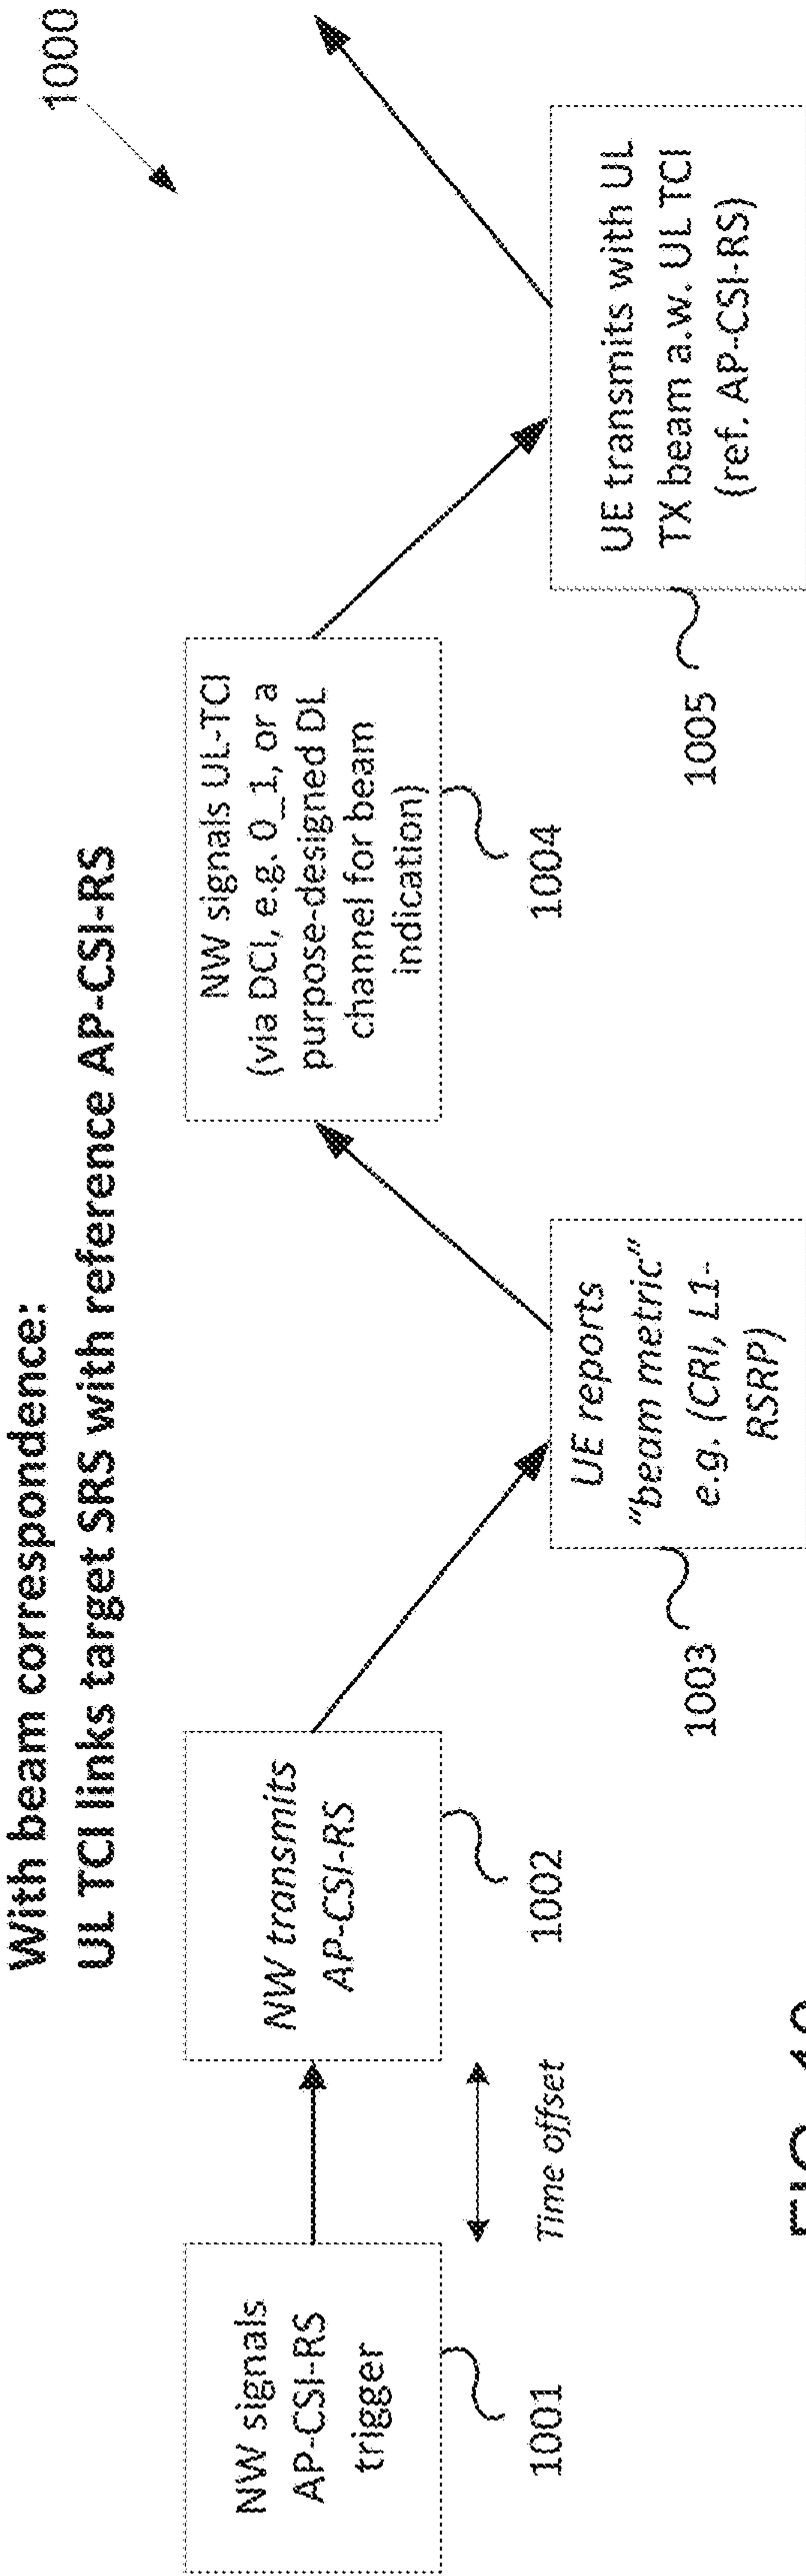 With beam correspondence:
UL TCI links target SRS with reference AP-CSI-RS
1000
NW signals
AP-CSI-RS
trigger
1001
Time offset
NW transmits
AP-CSI-RS
1002
UE reports
"beam metric"
e.g. (CRI, L1-
RSRP)
1003
NW signals UL-TCI
(via DCI, e.g. 0_1, or a
purpose-designed DL
channel for beam
indication)
1004
UE transmits with UL
TX beam a.w. UL TCI
(ref. AP-CSI-RS)
1005
FIG. 10